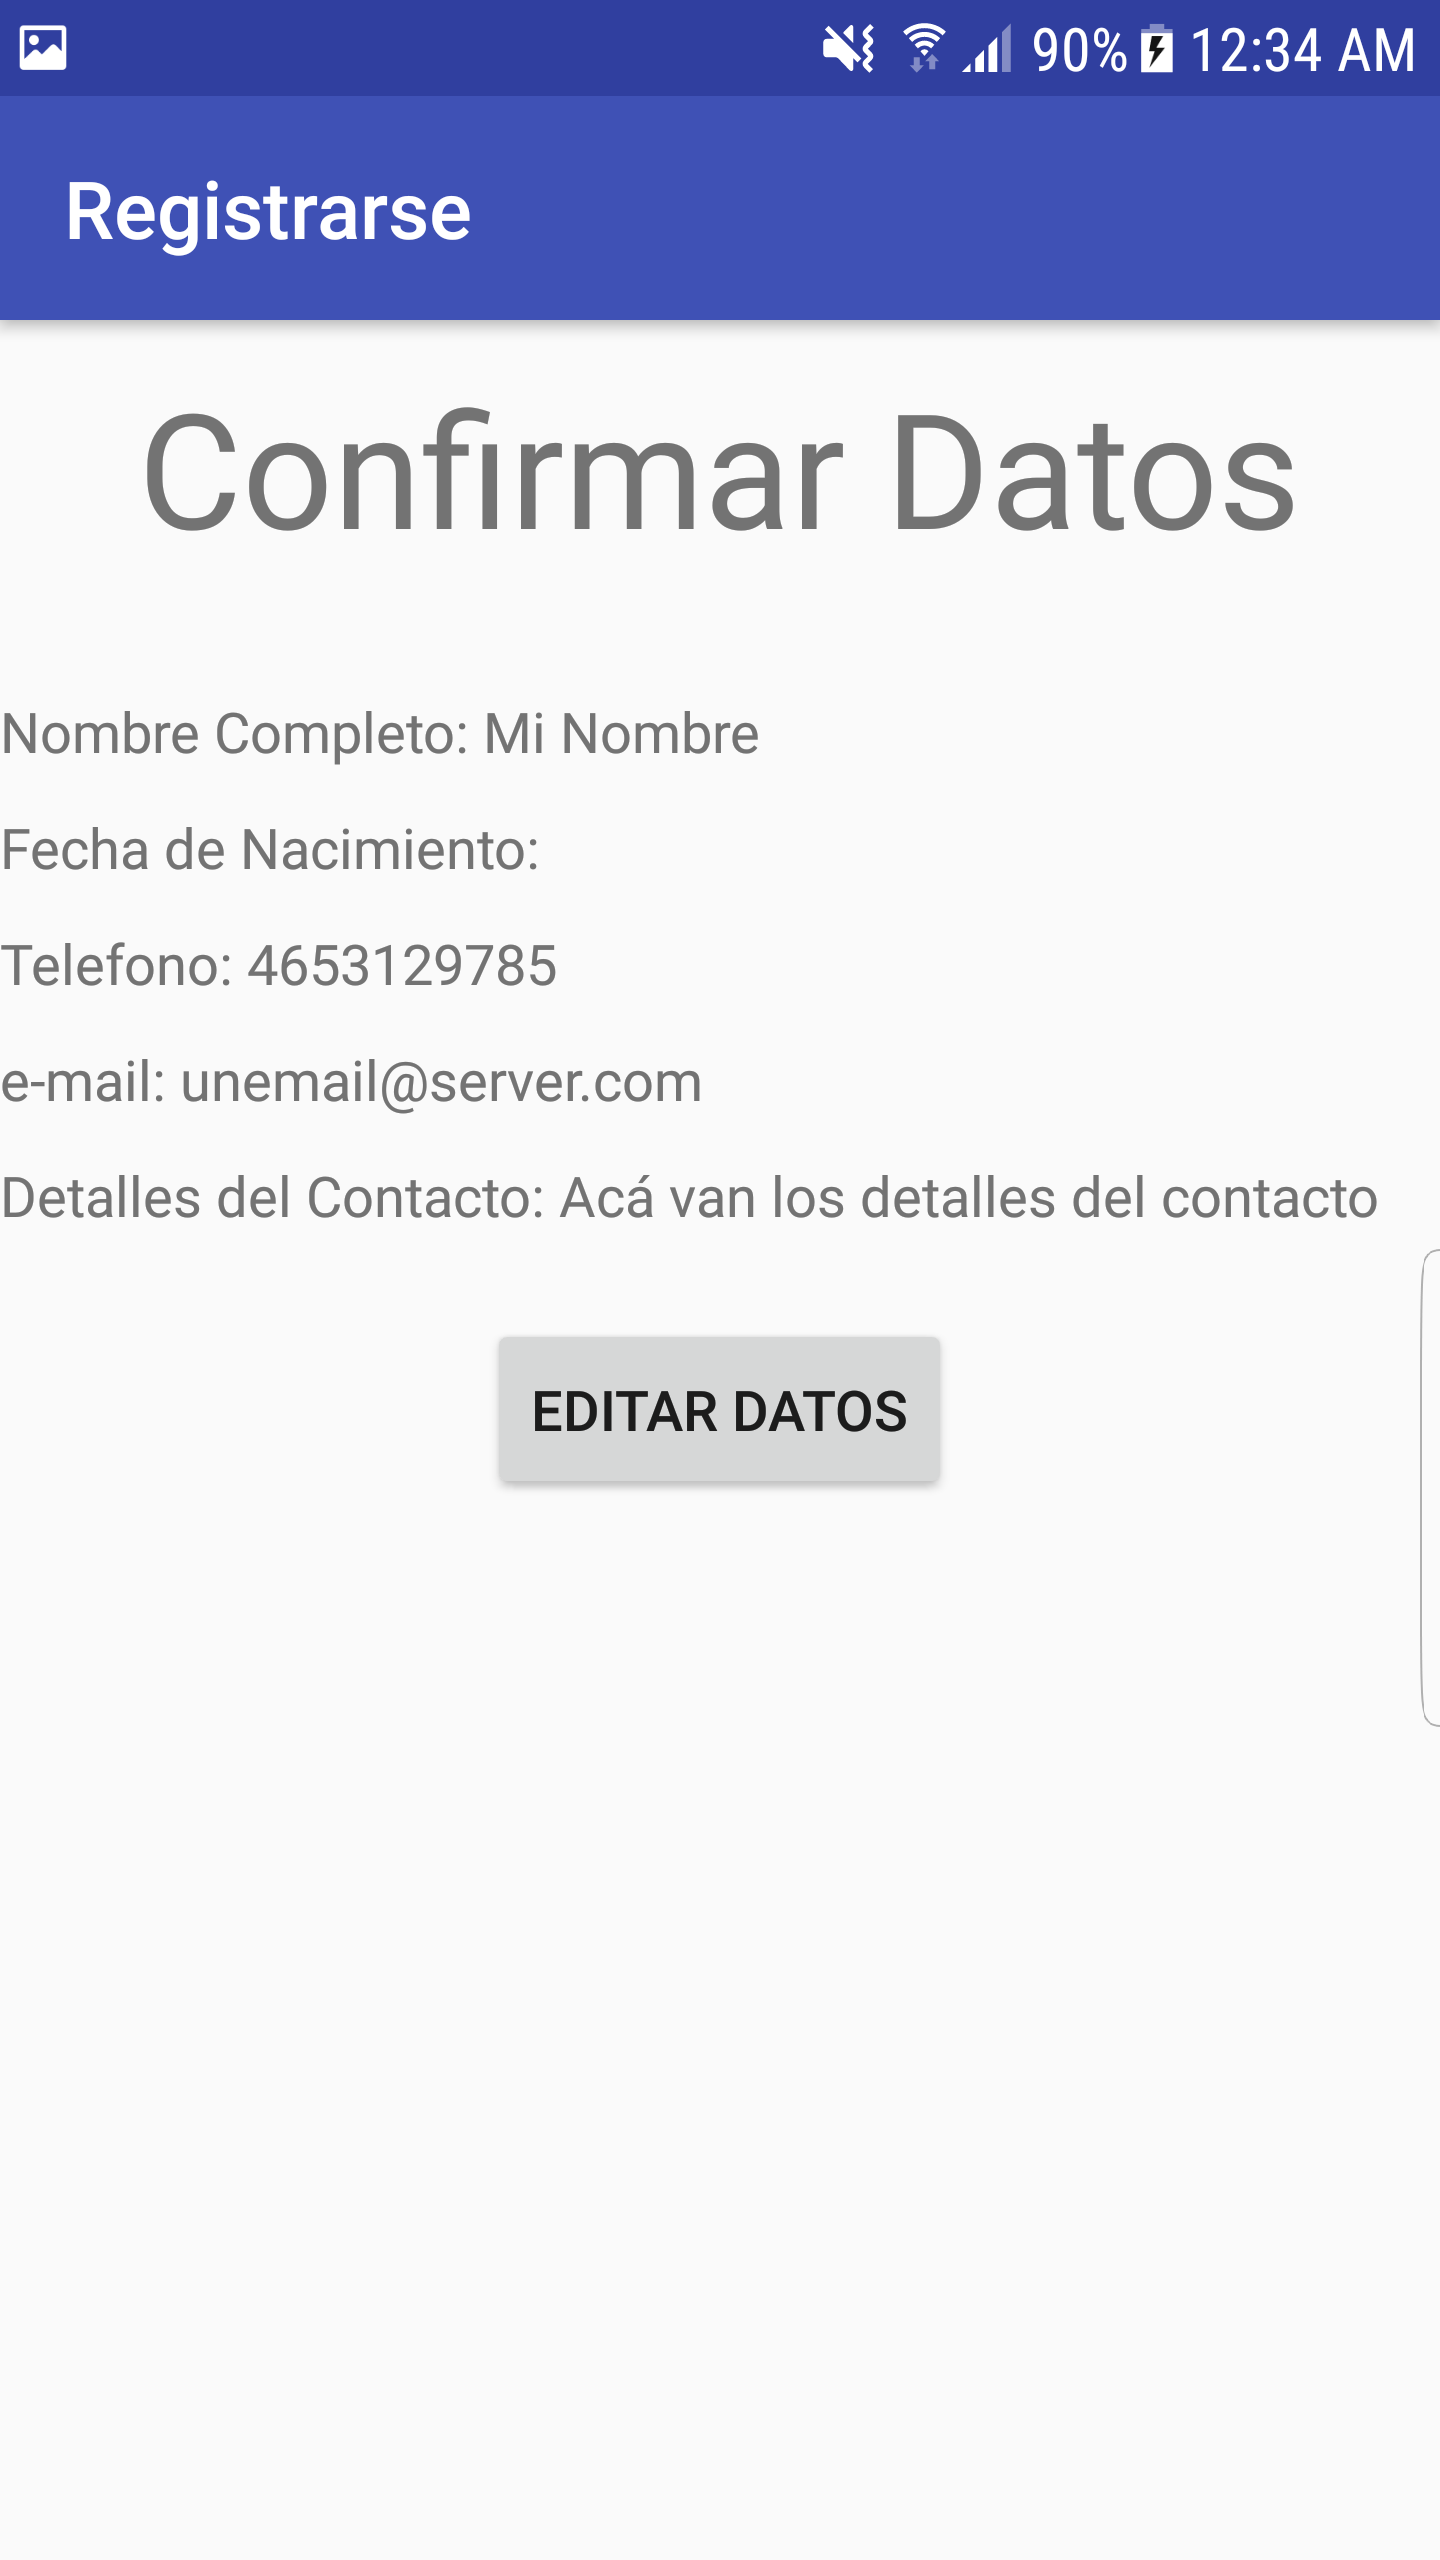 90% 12:34 AM
Registrarse
Confirmar Datos
Nombre Completo: Mi Nombre
Fecha de Nacimiento:
Telefono: 4653129785
e-mail: unemail@server.com
Detalles del Contacto: Acá van los detalles del contacto
EDITAR DATOS